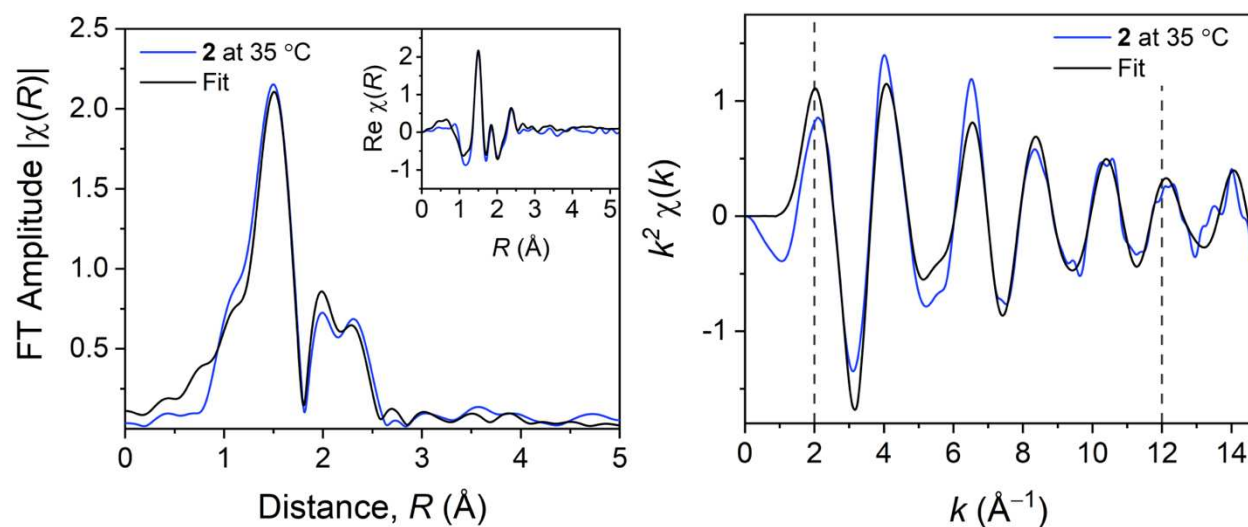 2.5
2.0
1.5
1.0
0.5
0 1 2 3 4 5
FT Amplitude |χ(R)|
Distance, R (Å)
2 at 35 °C
Fit
2
1
0
-1
0 1 2 3 4 5
Re χ(R)
R (Å)
1
0
-1
0 2 4 6 8 10 12 14
k² χ(k)
k (Å⁻¹)
2 at 35 °C
Fit